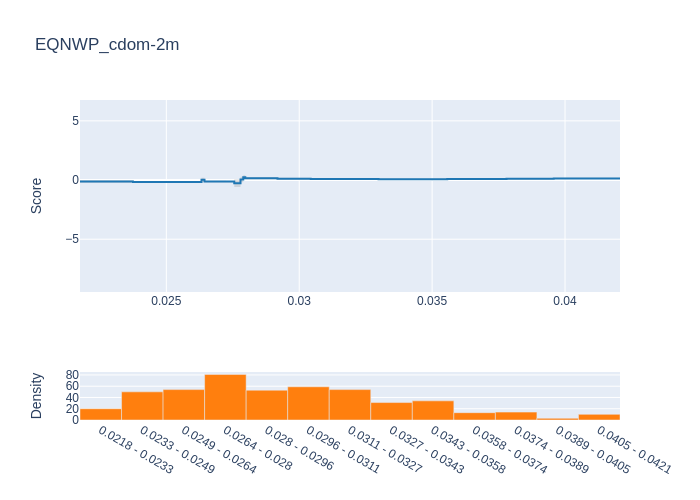 EQNWP_cdom-2m
Score
5
0
−5
0.025
0.03
0.035
0.04
Density
80
60
40
20
0
0.0218 - 0.0233
0.0233 - 0.0249
0.0249 - 0.0264
0.0264 - 0.028
0.028 - 0.0296
0.0296 - 0.0311
0.0311 - 0.0327
0.0327 - 0.0343
0.0343 - 0.0358
0.0358 - 0.0374
0.0374 - 0.0389
0.0389 - 0.0405
0.0405 - 0.0421